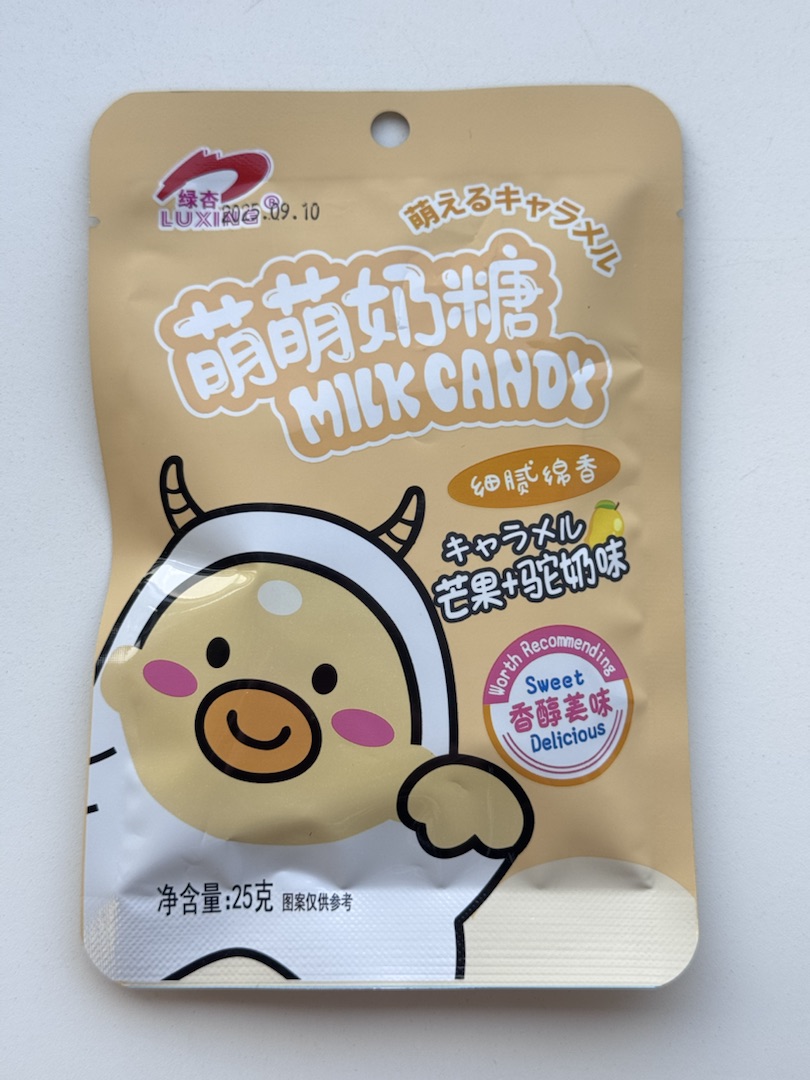 绿杏
LUXING®
2025.09.10
萌えるキャラメル
萌萌奶糖
MILK CANDY
细腻绵香
キャラメル
芒果+驼奶味
Worth Recommending
Sweet
香醇美味
Delicious
净含量:25克 图案仅供参考